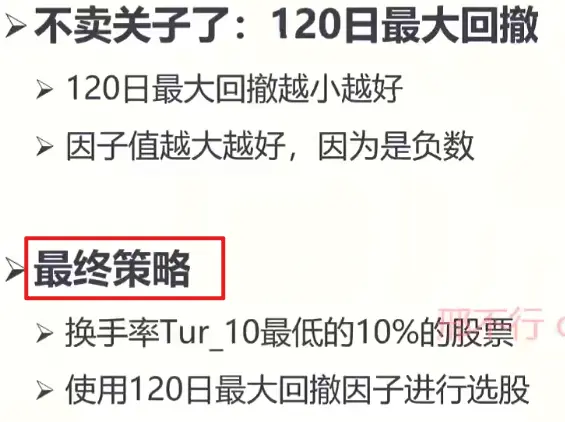 不卖关子了：120日最大回撤
120日最大回撤越小越好
因子值越大越好，因为是负数
最终策略
换手率Tur_10最低的10%的股票
使用120日最大回撤因子进行选股